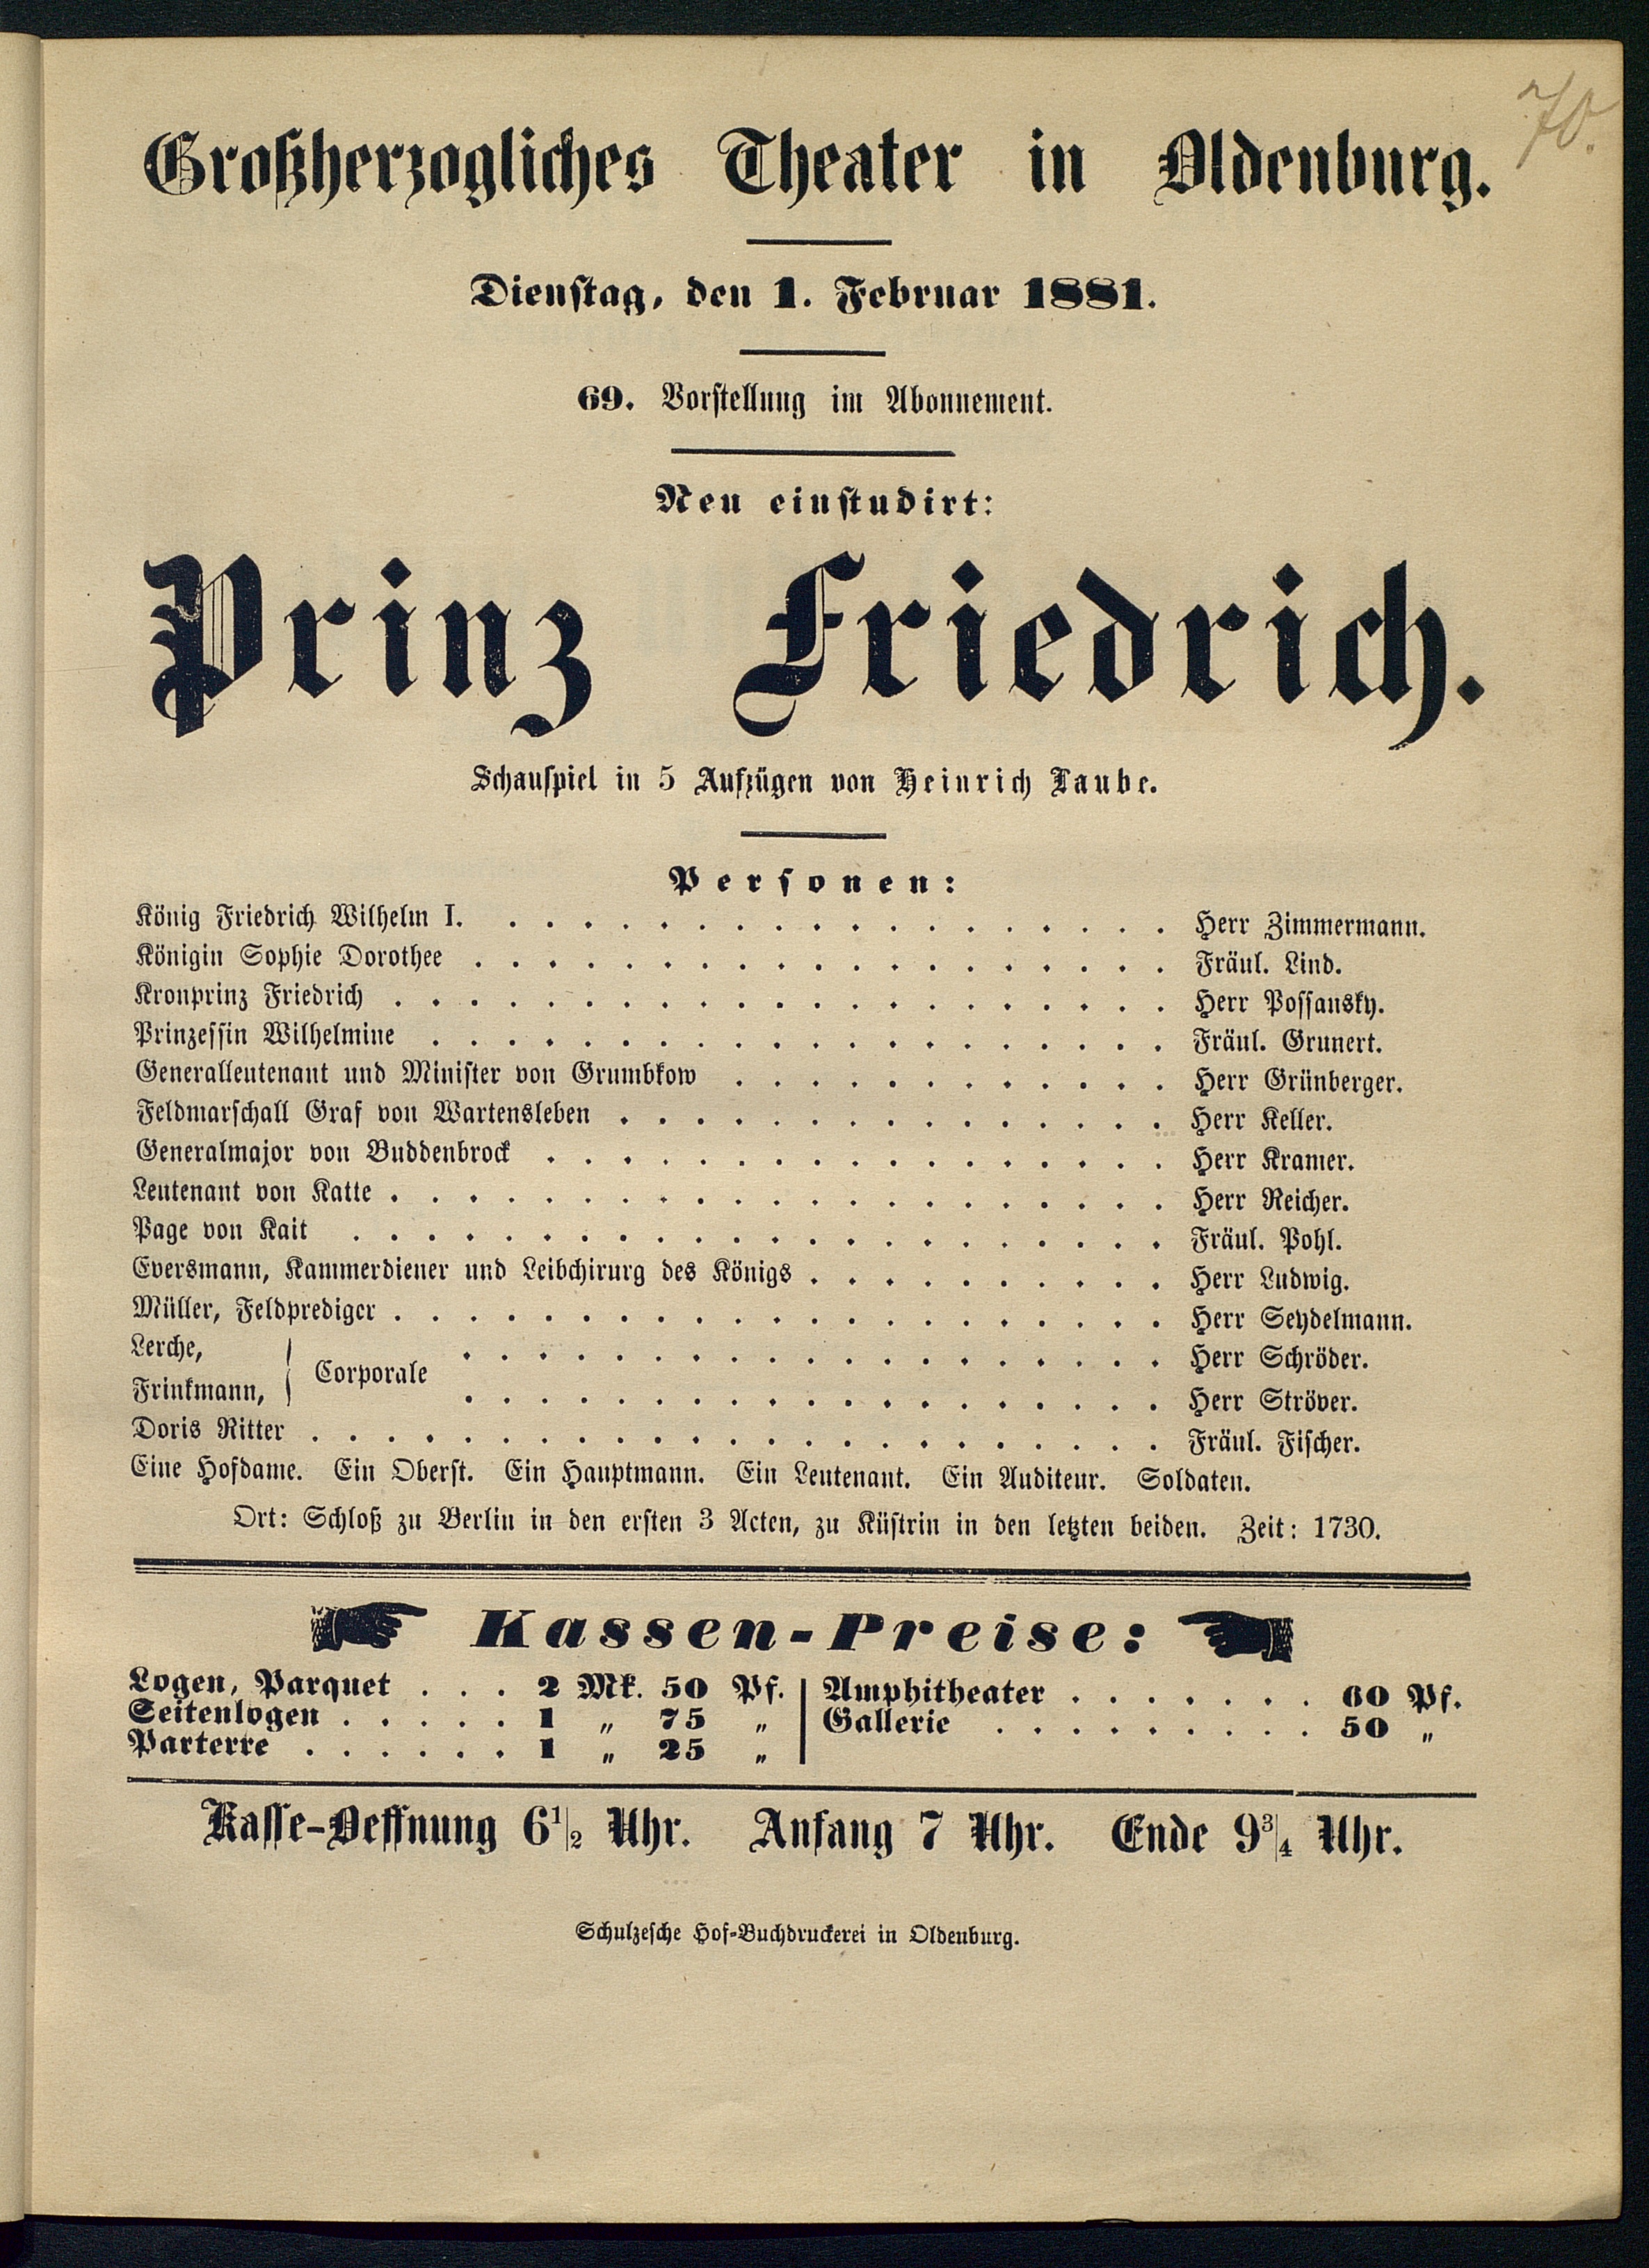 70.
Großherzogliches Theater in Oldenburg.
Dienstag, den 1. Februar 1881.
69. Vorstellung im Abonnement.
Neu einstudirt:
Prinz Friedrich.
Schauspiel in 5 Aufzügen von Heinrich Laube.
Personen:
König Friedrich Wilhelm I. . . . . . . . . . . . . . . . . . . Herr Zimmermann.
Königin Sophie Dorothee . . . . . . . . . . . . . . . . . . . Fräul. Lind.
Kronprinz Friedrich . . . . . . . . . . . . . . . . . . . . . Herr Possansky.
Prinzessin Wilhelmine . . . . . . . . . . . . . . . . . . . . Fräul. Grunert.
Generalleutenant und Minister von Grumbkow . . . . . . . . . . . . Herr Grünberger.
Feldmarschall Graf von Wartensleben . . . . . . . . . . . . . . . Herr Keller.
Generalmajor von Buddenbrock . . . . . . . . . . . . . . . . . Herr Kramer.
Leutenant von Katte . . . . . . . . . . . . . . . . . . . . . Herr Reicher.
Page von Kait . . . . . . . . . . . . . . . . . . . . . . Fräul. Pohl.
Eversmann, Kammerdiener und Leibchirurg des Königs . . . . . . . . . . Herr Ludwig.
Müller, Feldprediger . . . . . . . . . . . . . . . . . . . . . Herr Seydelmann.
Lerche, . . . . . . . . . . . . . . . . . . . Herr Schröder.
Corporale
Frinkmann, . . . . . . . . . . . . . . . . . . . Herr Ströver.
Doris Ritter . . . . . . . . . . . . . . . . . . . . . . . Fräul. Fischer.
Eine Hofdame. Ein Oberst. Ein Hauptmann. Ein Leutenant. Ein Auditeur. Soldaten.
Ort: Schloß zu Berlin in den ersten 3 Acten, zu Küstrin in den letzten beiden. Zeit: 1730.
Kassen-Preise:
Logen, Parquet . . . 2 Mk. 50 Pf. | Amphitheater . . . . . . . 60 Pf.
Seitenlogen . . . . . 1 „ 75 „ | Gallerie . . . . . . . . . 50 „
Parterre . . . . . . 1 „ 25 „
Kasse-Oeffnung 6 1/2 Uhr. Anfang 7 Uhr. Ende 9 3/4 Uhr.
Schulzesche Hof-Buchdruckerei in Oldenburg.